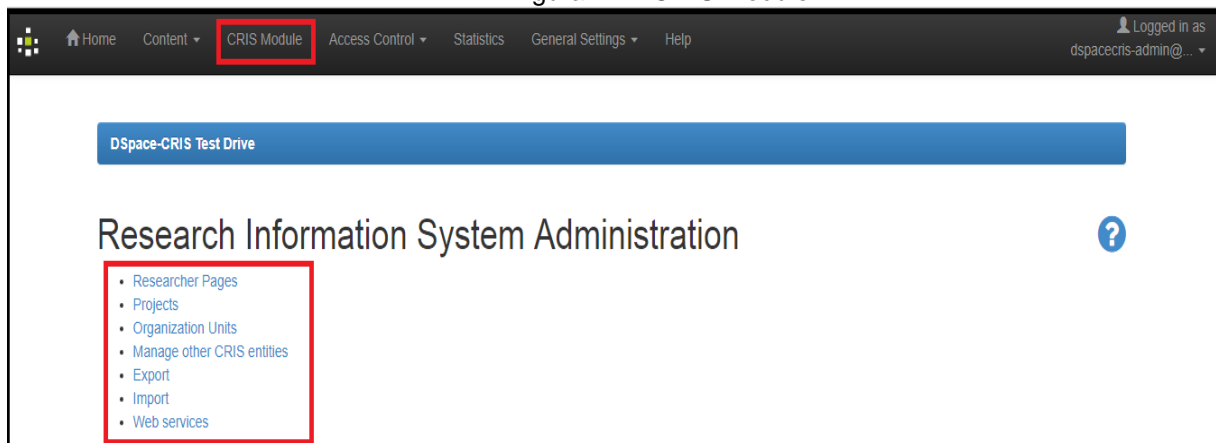 Home Content CRIS Module Access Control Statistics General Settings Help
Logged in as
dspacecris-admin@...
DSpace-CRIS Test Drive
Research Information System Administration
?
• Researcher Pages
• Projects
• Organization Units
• Manage other CRIS entities
• Export
• Import
• Web services